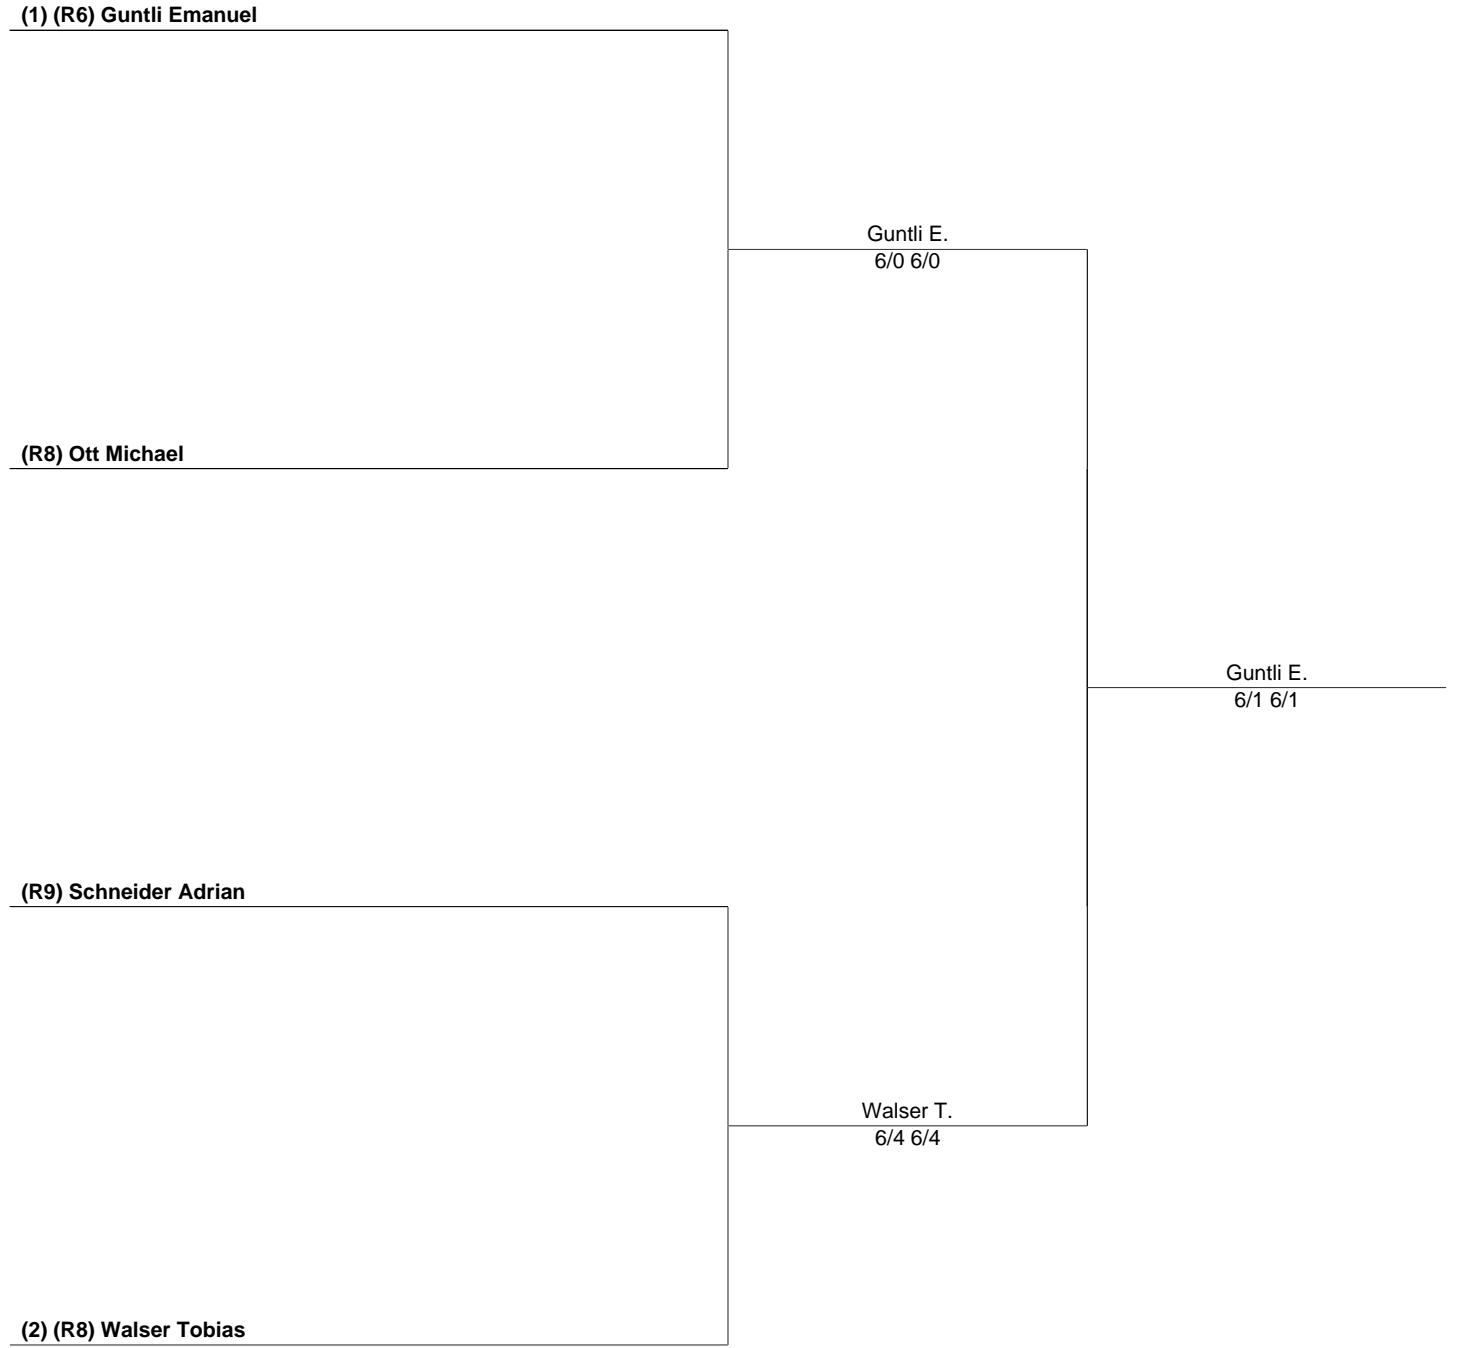 (1) (R6) Guntli Emanuel
Guntli E.
6/0 6/0
(R8) Ott Michael
Guntli E.
6/1 6/1
(R9) Schneider Adrian
Walser T.
6/4 6/4
(2) (R8) Walser Tobias